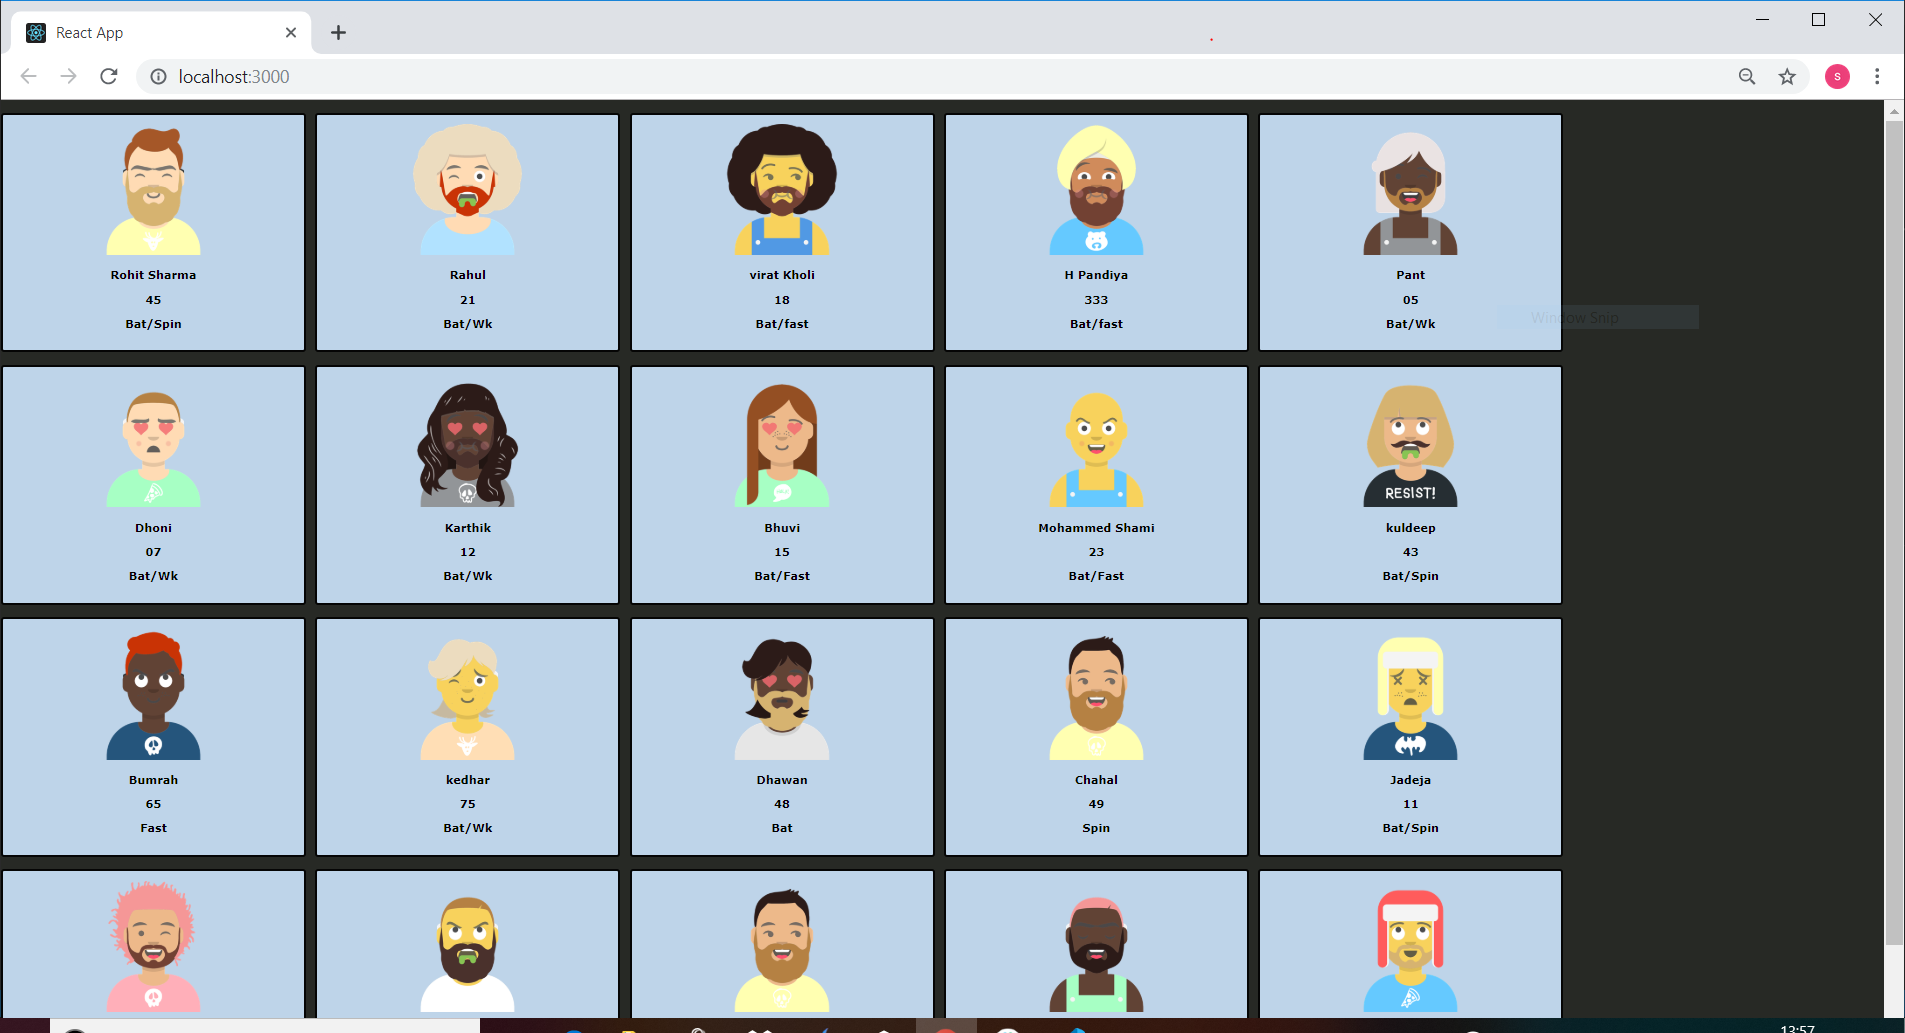 React App
localhost:3000
S
Rohit Sharma
45
Bat/Spin
Rahul
21
Bat/Wk
virat Kholi
18
Bat/fast
H Pandiya
333
Bat/fast
Pant
05
Bat/Wk
Window Snip
Dhoni
07
Bat/Wk
Karthik
12
Bat/Wk
Bhuvi
15
Bat/Fast
Mohammed Shami
23
Bat/Fast
RESIST!
kuldeep
43
Bat/Spin
Bumrah
65
Fast
kedhar
75
Bat/Wk
Dhawan
48
Bat
Chahal
49
Spin
Jadeja
11
Bat/Spin
13:57